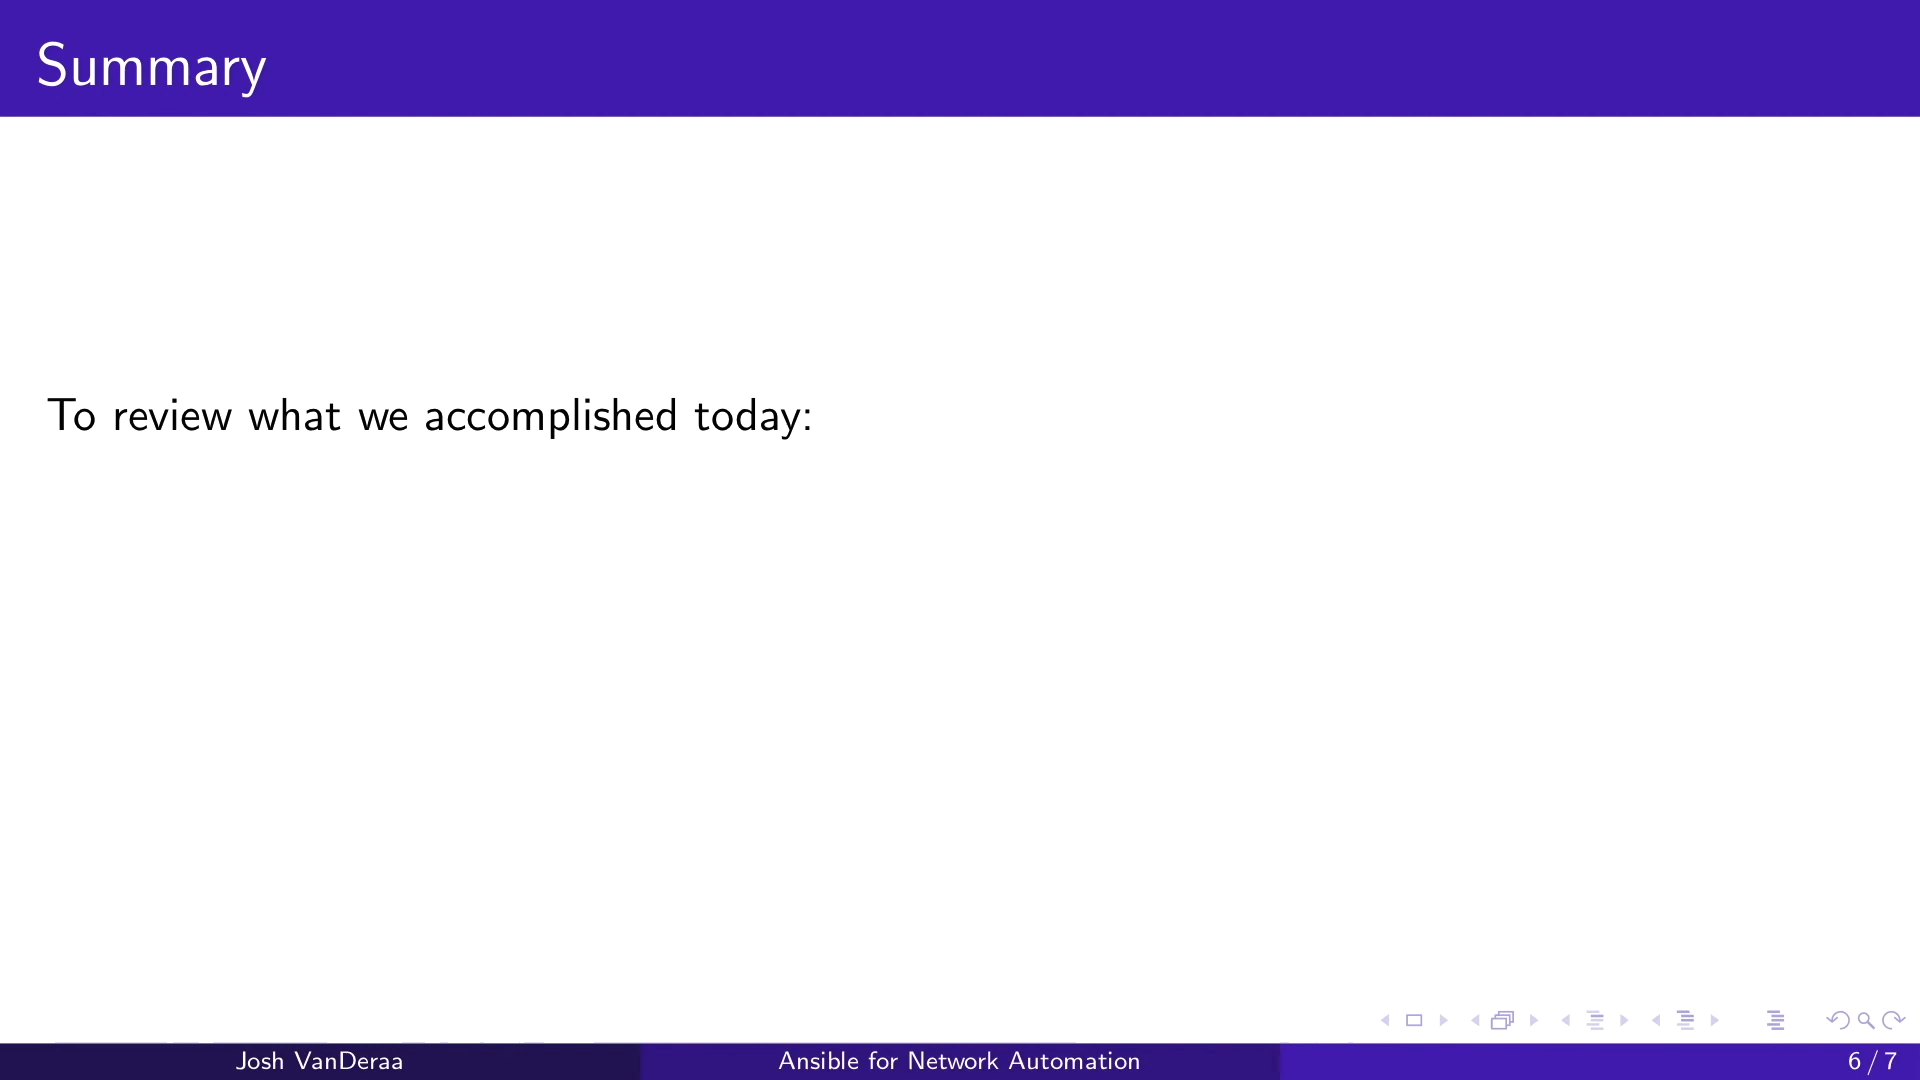 Summary
To review what we accomplished today:
Josh VanDeraa
Ansible for Network Automation
6 / 7